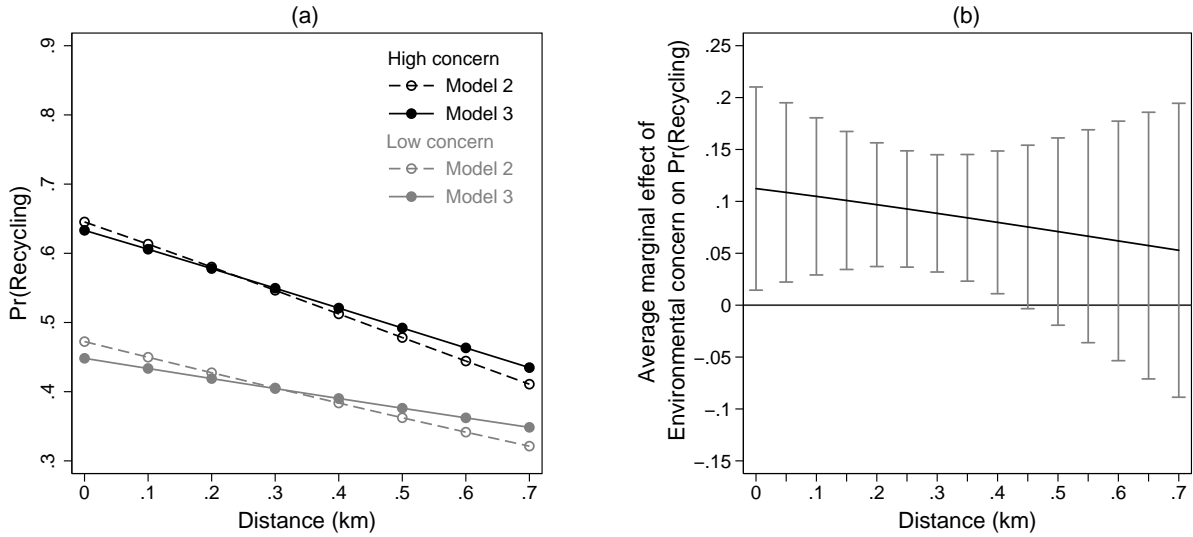 (a)
Pr(Recycling)
.9
.8
.7
.6
.5
.4
.3
High concern
Model 2
Model 3
Low concern
Model 2
Model 3
0 .1 .2 .3 .4 .5 .6 .7
Distance (km)
(b)
Average marginal effect of
Environmental concern on Pr(Recycling)
.25
.2
.15
.1
.05
0
−.05
−.1
−.15
0 .1 .2 .3 .4 .5 .6 .7
Distance (km)